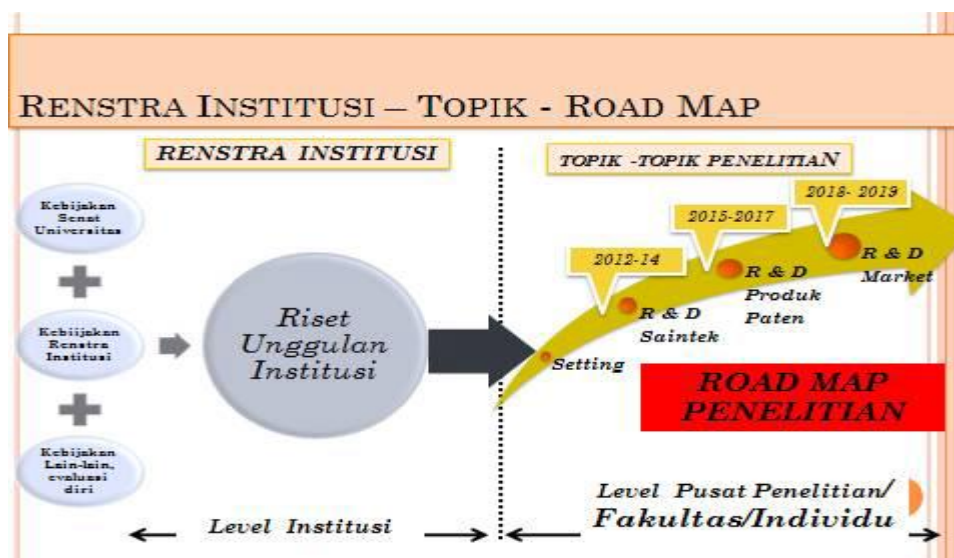 RENSTRA INSTITUSI – TOPIK - ROAD MAP
RENSTRA INSTITUSI
Kebijakan
Senat
Universitas
Kebiijakan
Renstra
Institusi
Kebijakan
Lain-lain,
evaluasi
diri
Riset
Unggulan
Institusi
Level Institusi
TOPIK -TOPIK PENELITIAN
2012-14
2015-2017
2018- 2019
Setting
R & D
Saintek
R & D
Produk
Paten
R & D
Market
ROAD MAP
PENELITIAN
Level Pusat Penelitian/
Fakultas/Individu